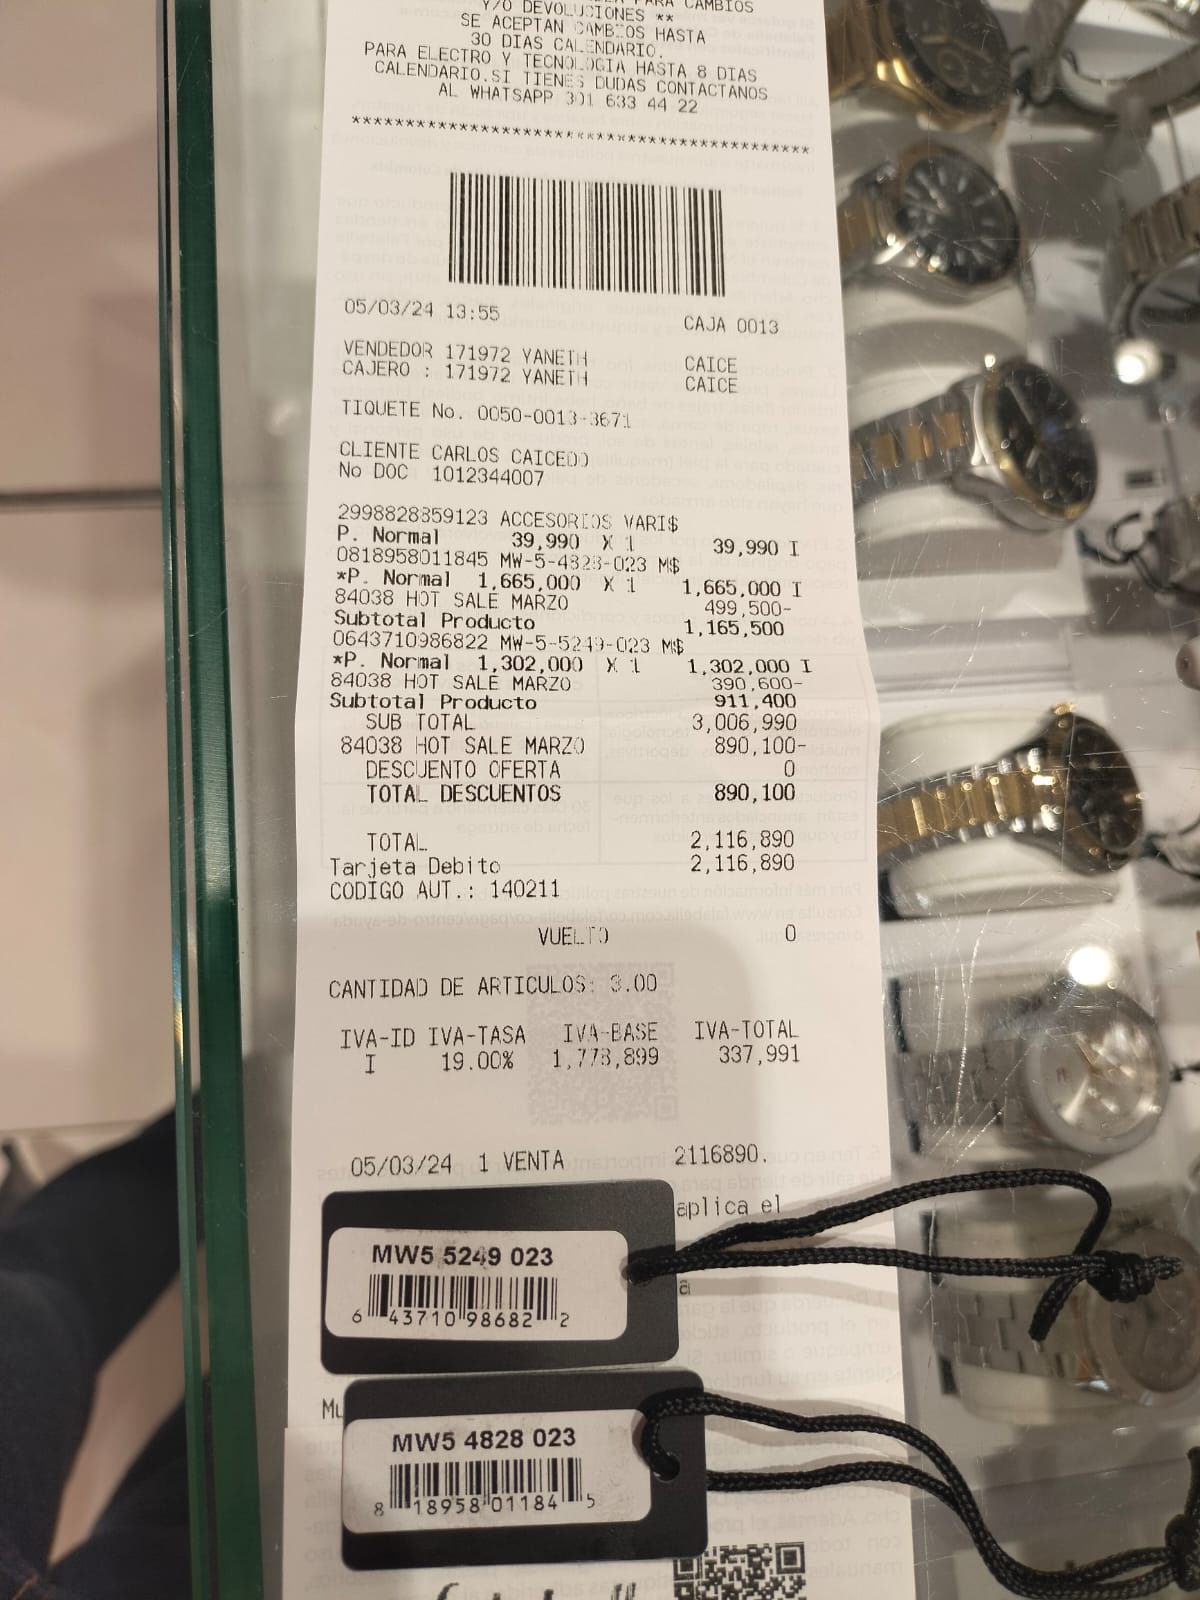 PARA CAMBIOS
Y/O DEVOLUCIONES **
SE ACEPTAN CAMBIOS HASTA
30 DIAS CALENDARIO.
PARA ELECTRO Y TECNOLOGIA HASTA 8 DIAS
CALENDARIO.SI TIENES DUDAS CONTACTANOS
AL WHATSAPP 301 633 44 22
******************************************
05/03/24 13:55 CAJA 0013
VENDEDOR 171972 YANETH CAICE
CAJERO : 171972 YANETH CAICE
TIQUETE No. 0050-0013-3671
CLIENTE CARLOS CAICEDO
No DOC 1012344007
2998828859123 ACCESORIOS VARI$
P. Normal 39,990 X 1 39,990 I
0818958011845 MW-5-4828-023 M$
*P. Normal 1,665,000 X 1 1,665,000 I
84038 HOT SALE MARZO 499,500-
Subtotal Producto 1,165,500
0643710986822 MW-5-5249-023 M$
*P. Normal 1,302,000 X 1 1,302,000 I
84038 HOT SALE MARZO 390,600-
Subtotal Producto 911,400
SUB TOTAL 3,006,990
84038 HOT SALE MARZO 890,100-
DESCUENTO OFERTA 0
TOTAL DESCUENTOS 890,100
TOTAL 2,116,890
Tarjeta Debito 2,116,890
CODIGO AUT.: 140211
VUELTO 0
CANTIDAD DE ARTICULOS: 3.00
IVA-ID IVA-TASA IVA-BASE IVA-TOTAL
I 19.00% 1,778,899 337,991
05/03/24 1 VENTA 2116890.
aplica el
MW5 5249 023
6 43710 98682 2
a
MW5 4828 023
8 18958 01184 5